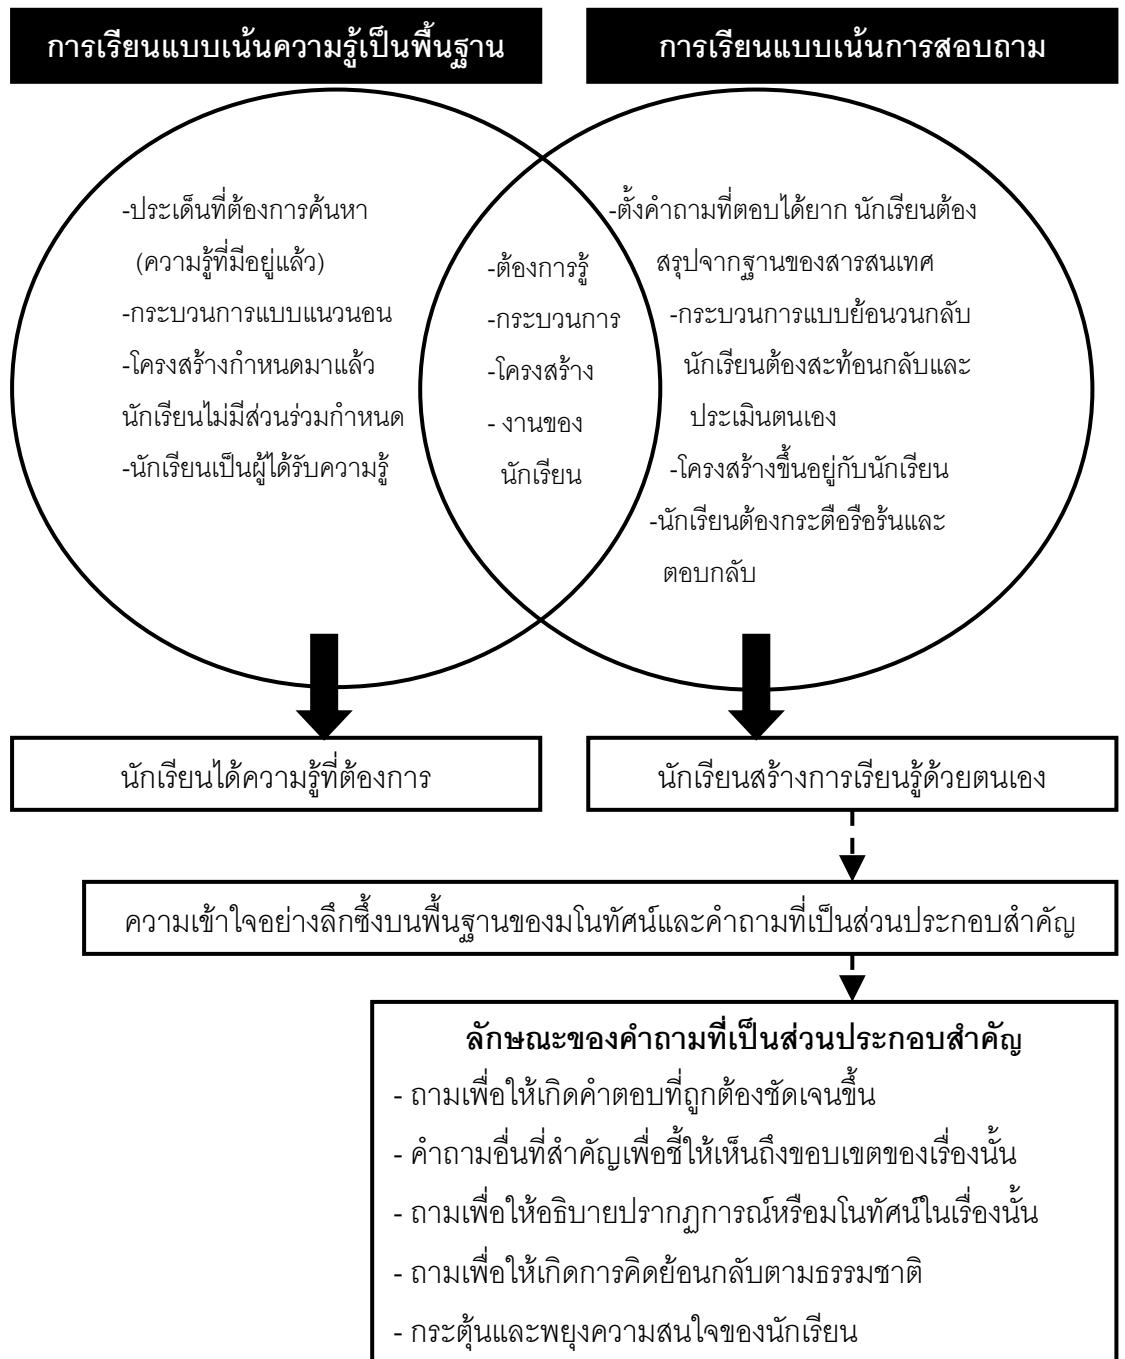 การเรียนแบบเน้นความรู้เป็นพื้นฐาน
การเรียนแบบเน้นการสอบถาม
-ประเด็นที่ต้องการค้นหา
(ความรู้ที่มีอยู่แล้ว)
-กระบวนการแบบแนวนอน
-โครงสร้างกำหนดมาแล้ว
นักเรียนไม่มีส่วนร่วมกำหนด
-นักเรียนเป็นผู้ได้รับความรู้
-ต้องการรู้
-กระบวนการ
-โครงสร้าง
- งานของ
นักเรียน
-ตั้งคำถามที่ตอบได้ยาก นักเรียนต้อง
สรุปจากฐานของสารสนเทศ
-กระบวนการแบบย้อนวนกลับ
นักเรียนต้องสะท้อนกลับและ
ประเมินตนเอง
-โครงสร้างขึ้นอยู่กับนักเรียน
-นักเรียนต้องกระตือรือร้นและ
ตอบกลับ
นักเรียนได้ความรู้ที่ต้องการ
นักเรียนสร้างการเรียนรู้ด้วยตนเอง
ความเข้าใจอย่างลึกซึ้งบนพื้นฐานของมโนทัศน์และคำถามที่เป็นส่วนประกอบสำคัญ
ลักษณะของคำถามที่เป็นส่วนประกอบสำคัญ
- ถามเพื่อให้เกิดคำตอบที่ถูกต้องชัดเจนขึ้น
- คำถามอื่นที่สำคัญเพื่อชี้ให้เห็นถึงขอบเขตของเรื่องนั้น
- ถามเพื่อให้อธิบายปรากฏการณ์หรือมโนทัศน์ในเรื่องนั้น
- ถามเพื่อให้เกิดการคิดย้อนกลับตามธรรมชาติ
- กระตุ้นและพยุงความสนใจของนักเรียน